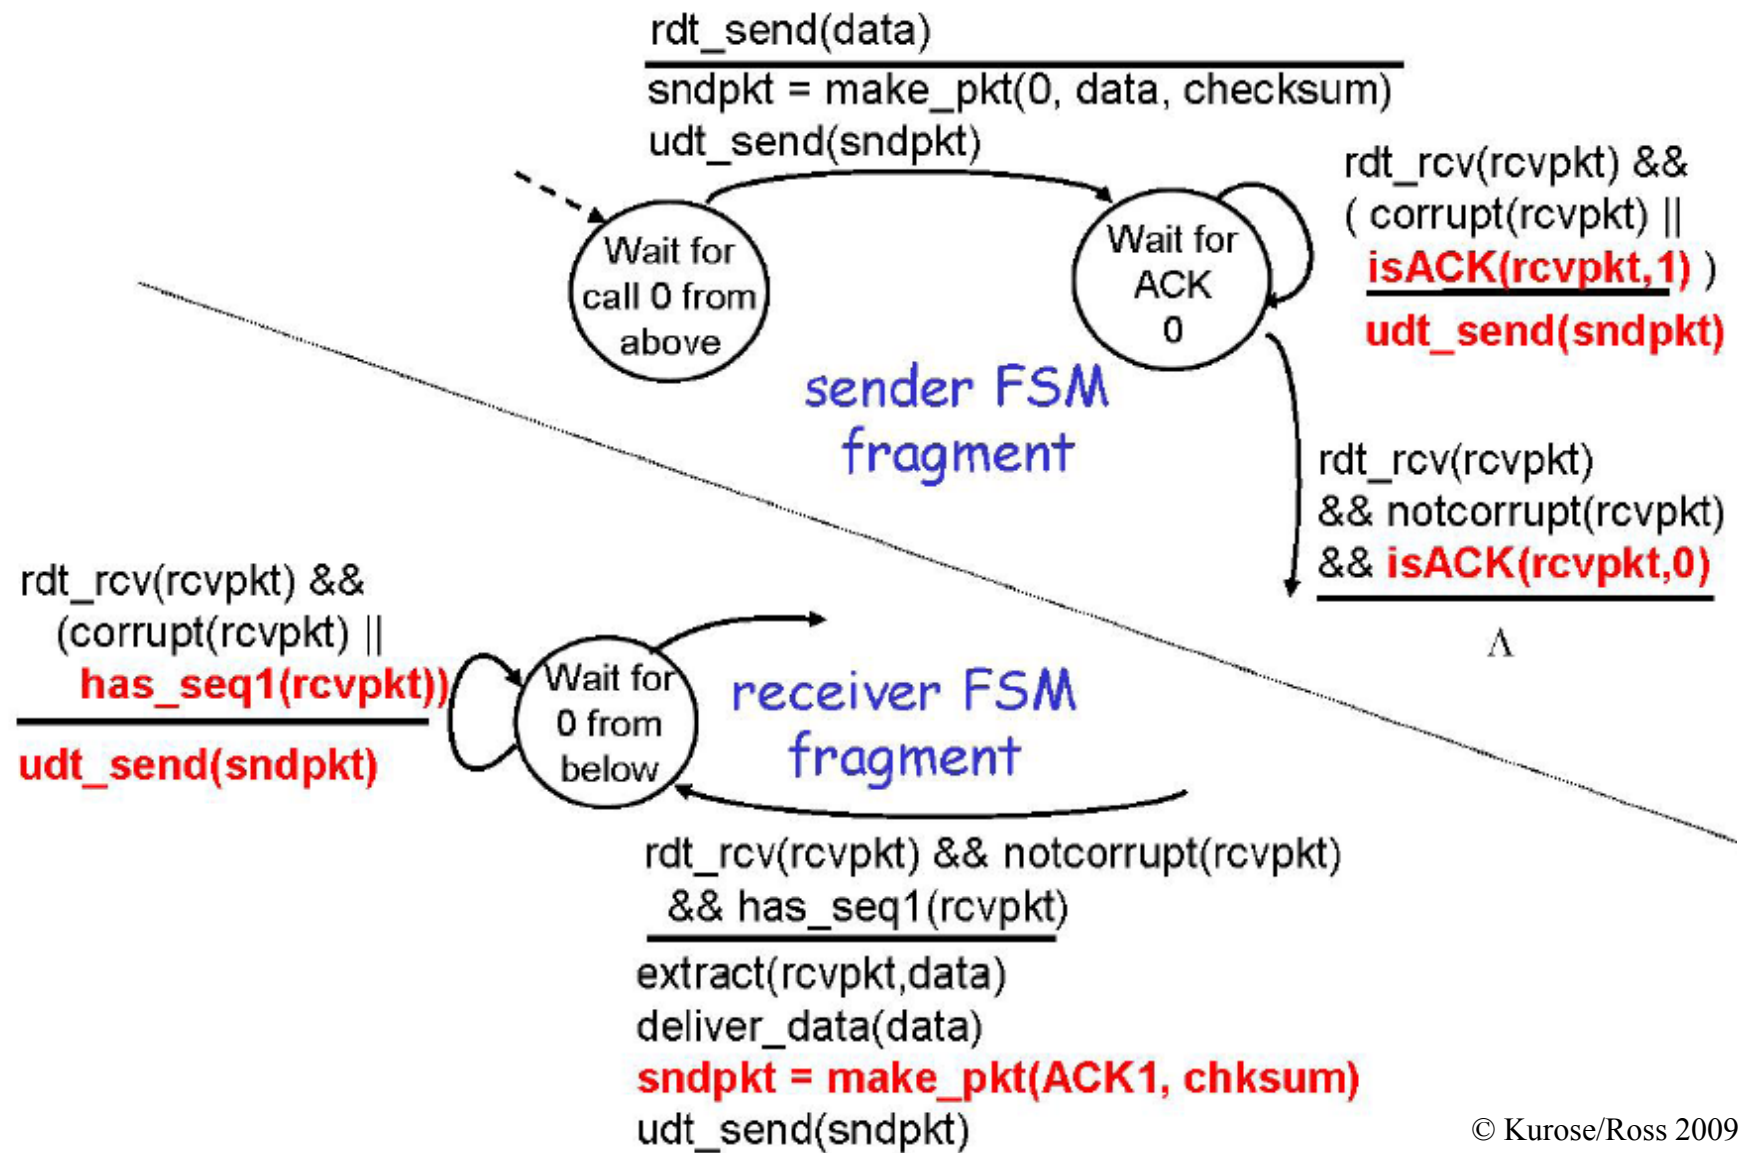 rdt_send(data)
sndpkt = make_pkt(0, data, checksum)
udt_send(sndpkt)
Wait for
call 0 from
above
Wait for
ACK
0
rdt_rcv(rcvpkt) &&
( corrupt(rcvpkt) ||
isACK(rcvpkt,1) )
udt_send(sndpkt)
sender FSM
fragment
rdt_rcv(rcvpkt)
&& notcorrupt(rcvpkt)
&& isACK(rcvpkt,0)
Λ
rdt_rcv(rcvpkt) &&
(corrupt(rcvpkt) ||
has_seq1(rcvpkt))
udt_send(sndpkt)
Wait for
0 from
below
receiver FSM
fragment
rdt_rcv(rcvpkt) && notcorrupt(rcvpkt)
&& has_seq1(rcvpkt)
extract(rcvpkt,data)
deliver_data(data)
sndpkt = make_pkt(ACK1, chksum)
udt_send(sndpkt)
© Kurose/Ross 2009